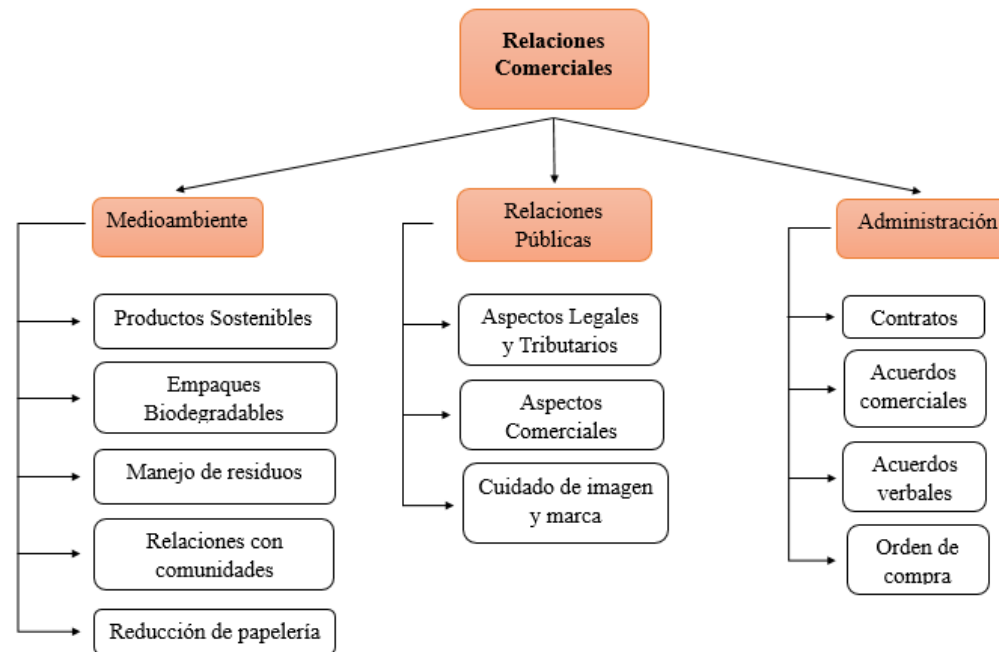 Relaciones
Comerciales
Medioambiente
Productos Sostenibles
Empaques
Biodegradables
Manejo de residuos
Relaciones con
comunidades
Reducción de papelería
Relaciones
Públicas
Aspectos Legales
y Tributarios
Aspectos
Comerciales
Cuidado de imagen
y marca
Administración
Contratos
Acuerdos
comerciales
Acuerdos
verbales
Orden de
compra